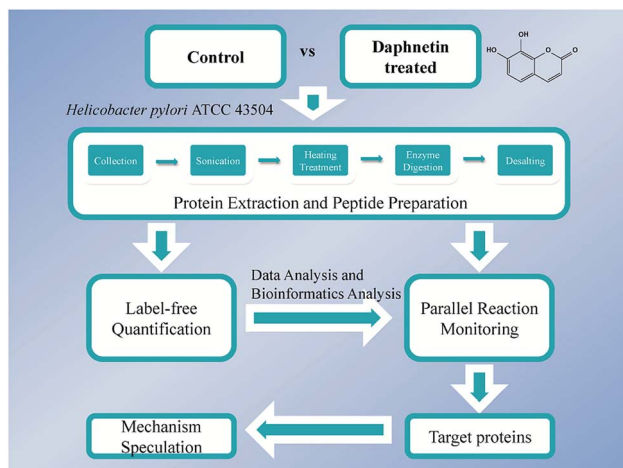 Control
vs
Daphnetin
treated
OH
HO
O
O
Helicobacter pylori ATCC 43504
Collection
Sonication
Heating
Treatment
Enzyme
Digestion
Desalting
Protein Extraction and Peptide Preparation
Data Analysis and
Bioinformatics Analysis
Label-free
Quantification
Parallel Reaction
Monitoring
Mechanism
Speculation
Target proteins